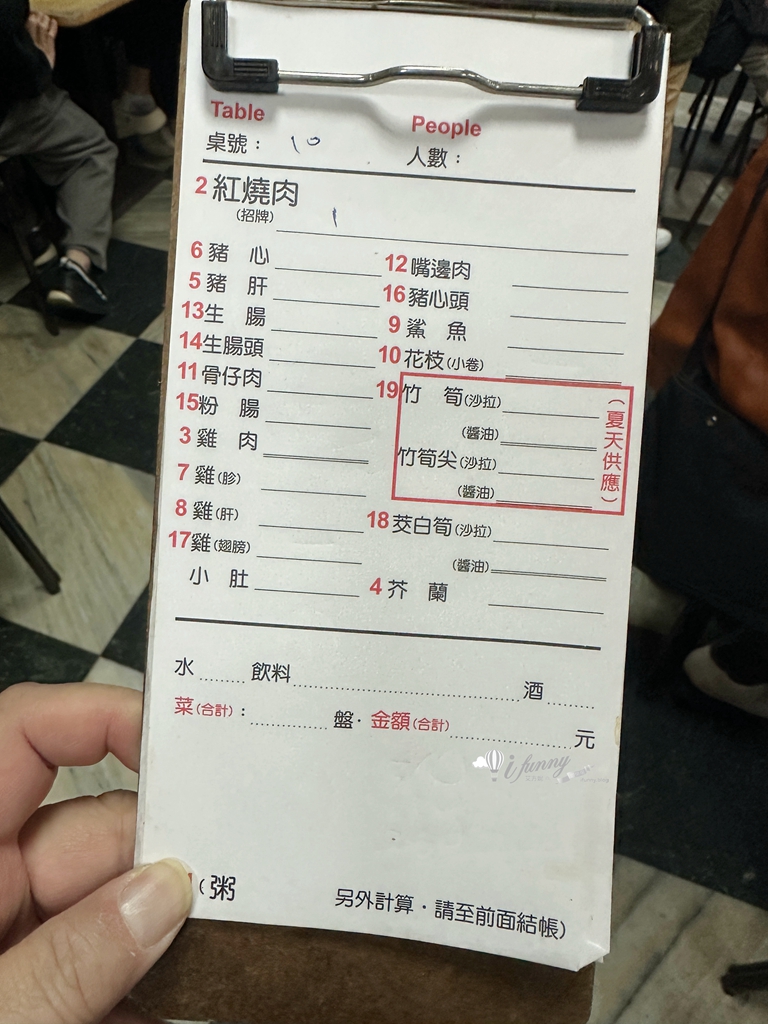 Table People
桌號： 10 人數：
2 紅燒肉
(招牌) 1
6 豬 心 12 嘴邊肉
5 豬 肝 16 豬心頭
13 生 腸 9 鯊 魚
14 生腸頭 10 花枝(小卷)
11 骨仔肉 19 竹 筍(沙拉)
15 粉 腸 (醬油)
3 雞 肉 竹筍尖(沙拉)
(醬油)
(夏天供應)
7 雞(胗)
8 雞(肝) 18 茭白筍(沙拉)
17 雞(翅膀) (醬油)
小 肚 4 芥 蘭
水 飲料 酒
菜(合計)： 盤‧金額(合計) 元
i funny
(粥 另外計算‧請至前面結帳)